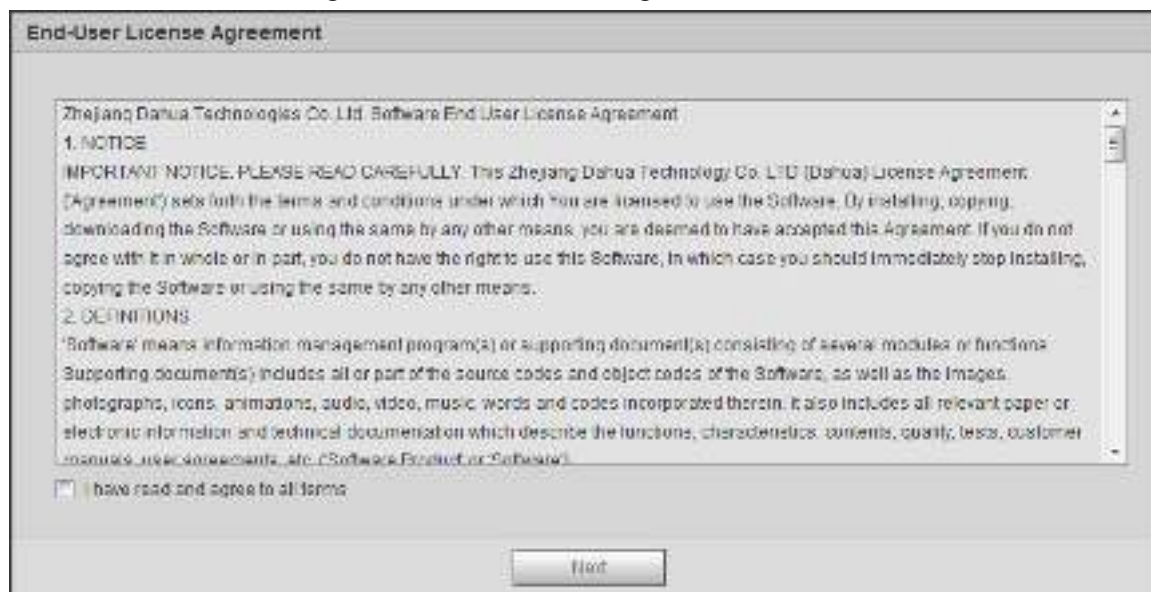 End-User License Agreement
Zhejiang Dahua Technologies Co. Ltd. Software End User License Agreement
1. NOTICE
IMPORTANT NOTICE, PLEASE READ CAREFULLY. This Zhejiang Dahua Technology Co. LTD (Dahua) License Agreement
('Agreement') sets forth the terms and conditions under which You are licensed to use the Software. By installing, copying,
downloading the Software or using the same by any other means, you are deemed to have accepted this Agreement. If you do not
agree with it in whole or in part, you do not have the right to use this Software, in which case you should immediately stop installing,
copying the Software or using the same by any other means.
2. DEFINITIONS
'Software' means information management program(s) or supporting document(s) consisting of several modules or functions.
Supporting document(s) includes all or part of the source codes and object codes of the Software, as well as the images,
photographs, icons, animations, audio, video, music, words and codes incorporated therein. It also includes all relevant paper or
electronic information and technical documentation which describe the functions, characteristics, contents, quality, tests, customer
manuals, user agreements, etc. ('Software Product' or 'Software').
I have read and agree to all terms
Next